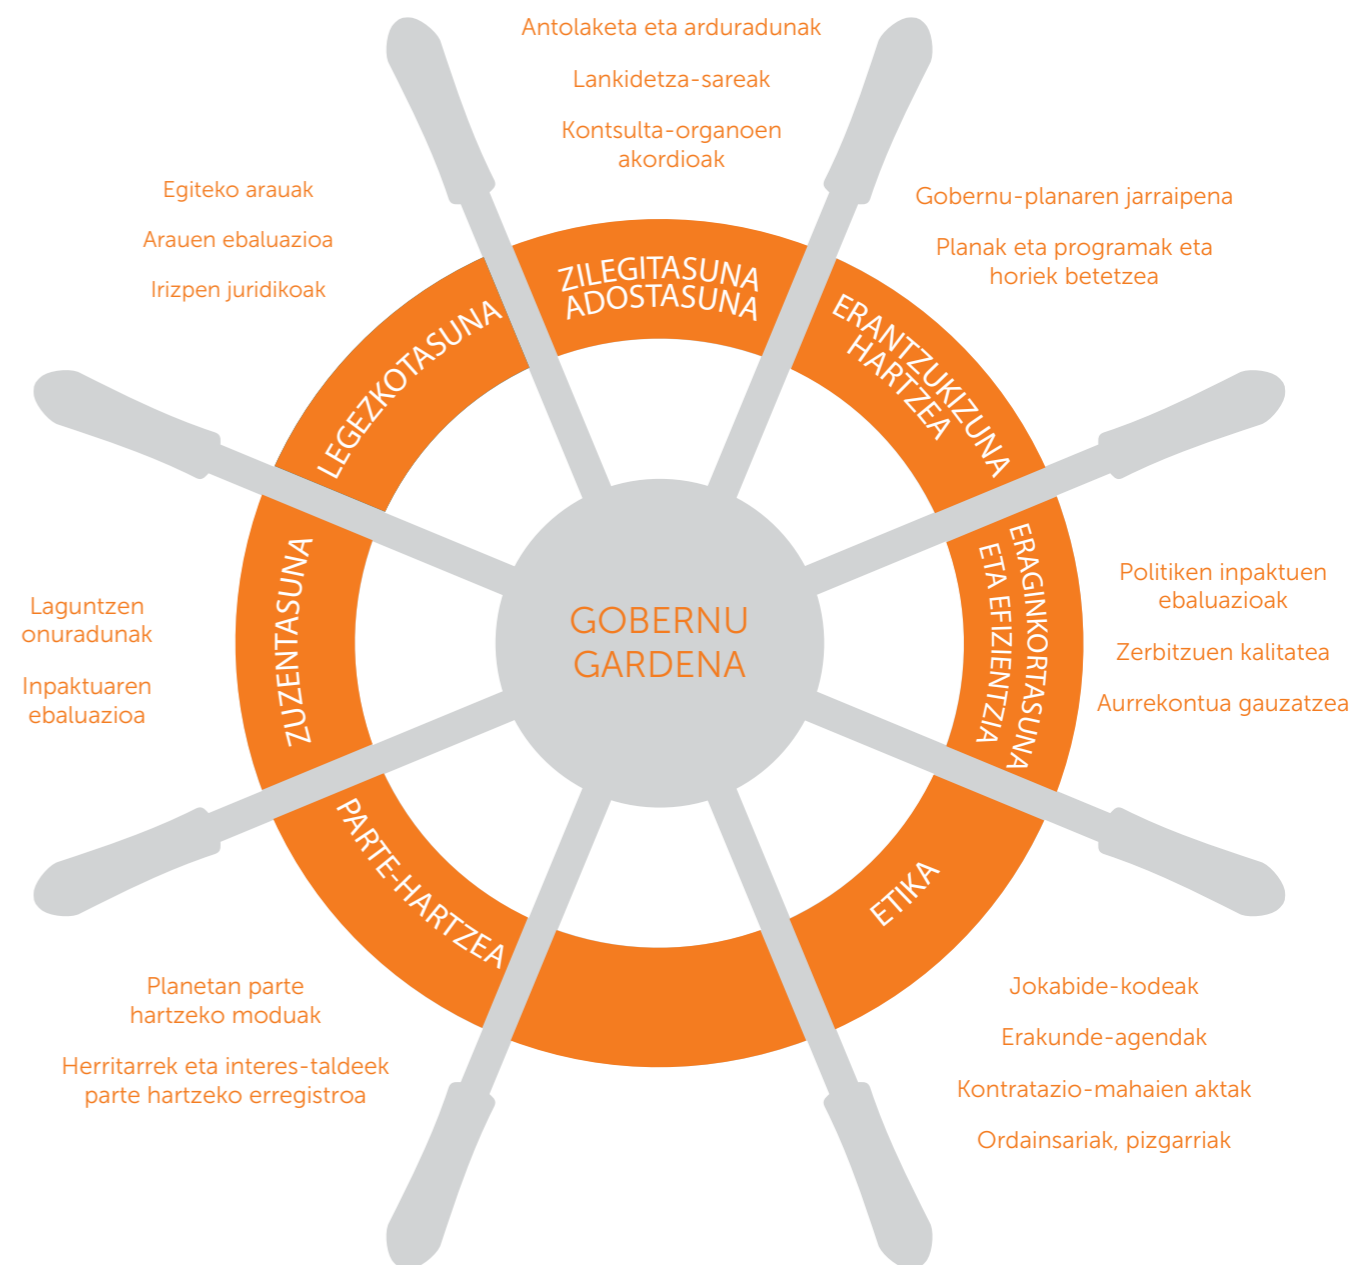 Antolaketa eta arduradunak
Lankidetza-sareak
Kontsulta-organoen
akordioak
Egiteko arauak
Arauen ebaluazioa
Irizpen juridikoak
Gobernu-planaren jarraipena
Planak eta programak eta
horiek betetzea
ZILEGITASUNA
ADOSTASUNA
LEGEZKOTASUNA
ERANTZUKIZUNA
HARTZEA
ZUZENTASUNA
ERAGINKORTASUNA
ETA EFIZIENTZIA
GOBERNU
GARDENA
Laguntzen
onuradunak
Inpaktuaren
ebaluazioa
Politiken inpaktuen
ebaluazioak
Zerbitzuen kalitatea
Aurrekontua gauzatzea
PARTE-HARTZEA
ETIKA
Planetan parte
hartzeko moduak
Herritarrek eta interes-taldeek
parte hartzeko erregistroa
Jokabide-kodeak
Erakunde-agendak
Kontratazio-mahaien aktak
Ordainsariak, pizgarriak